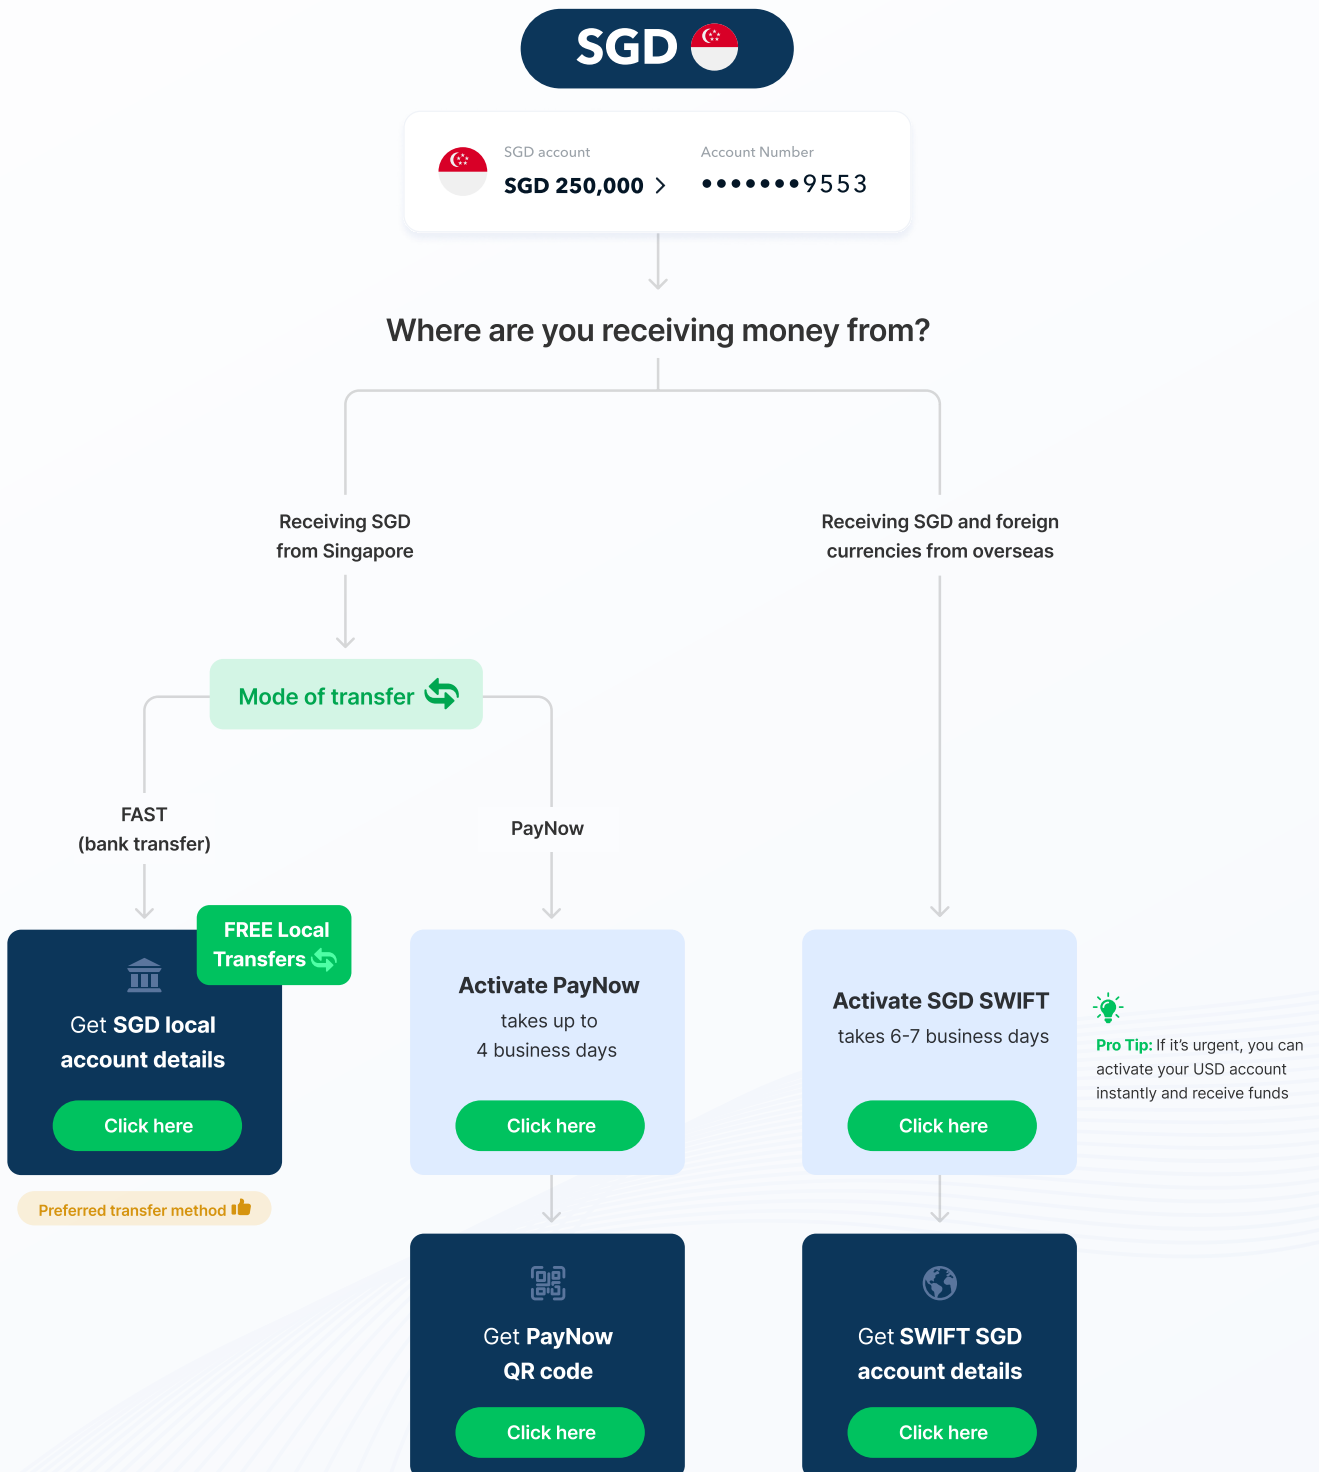 SGD
SGD account
Account Number
SGD 250,000
•••••••9553
Where are you receiving money from?
Receiving SGD
from Singapore
Receiving SGD and foreign
currencies from overseas
Mode of transfer
FAST
(bank transfer)
PayNow
FREE Local
Transfers
Get SGD local
account details
Click here
Preferred transfer method
Activate PayNow
takes up to
4 business days
Click here
Activate SGD SWIFT
takes 6-7 business days
Click here
Pro Tip: If it's urgent, you can
activate your USD account
instantly and receive funds
Get PayNow
QR code
Click here
Get SWIFT SGD
account details
Click here